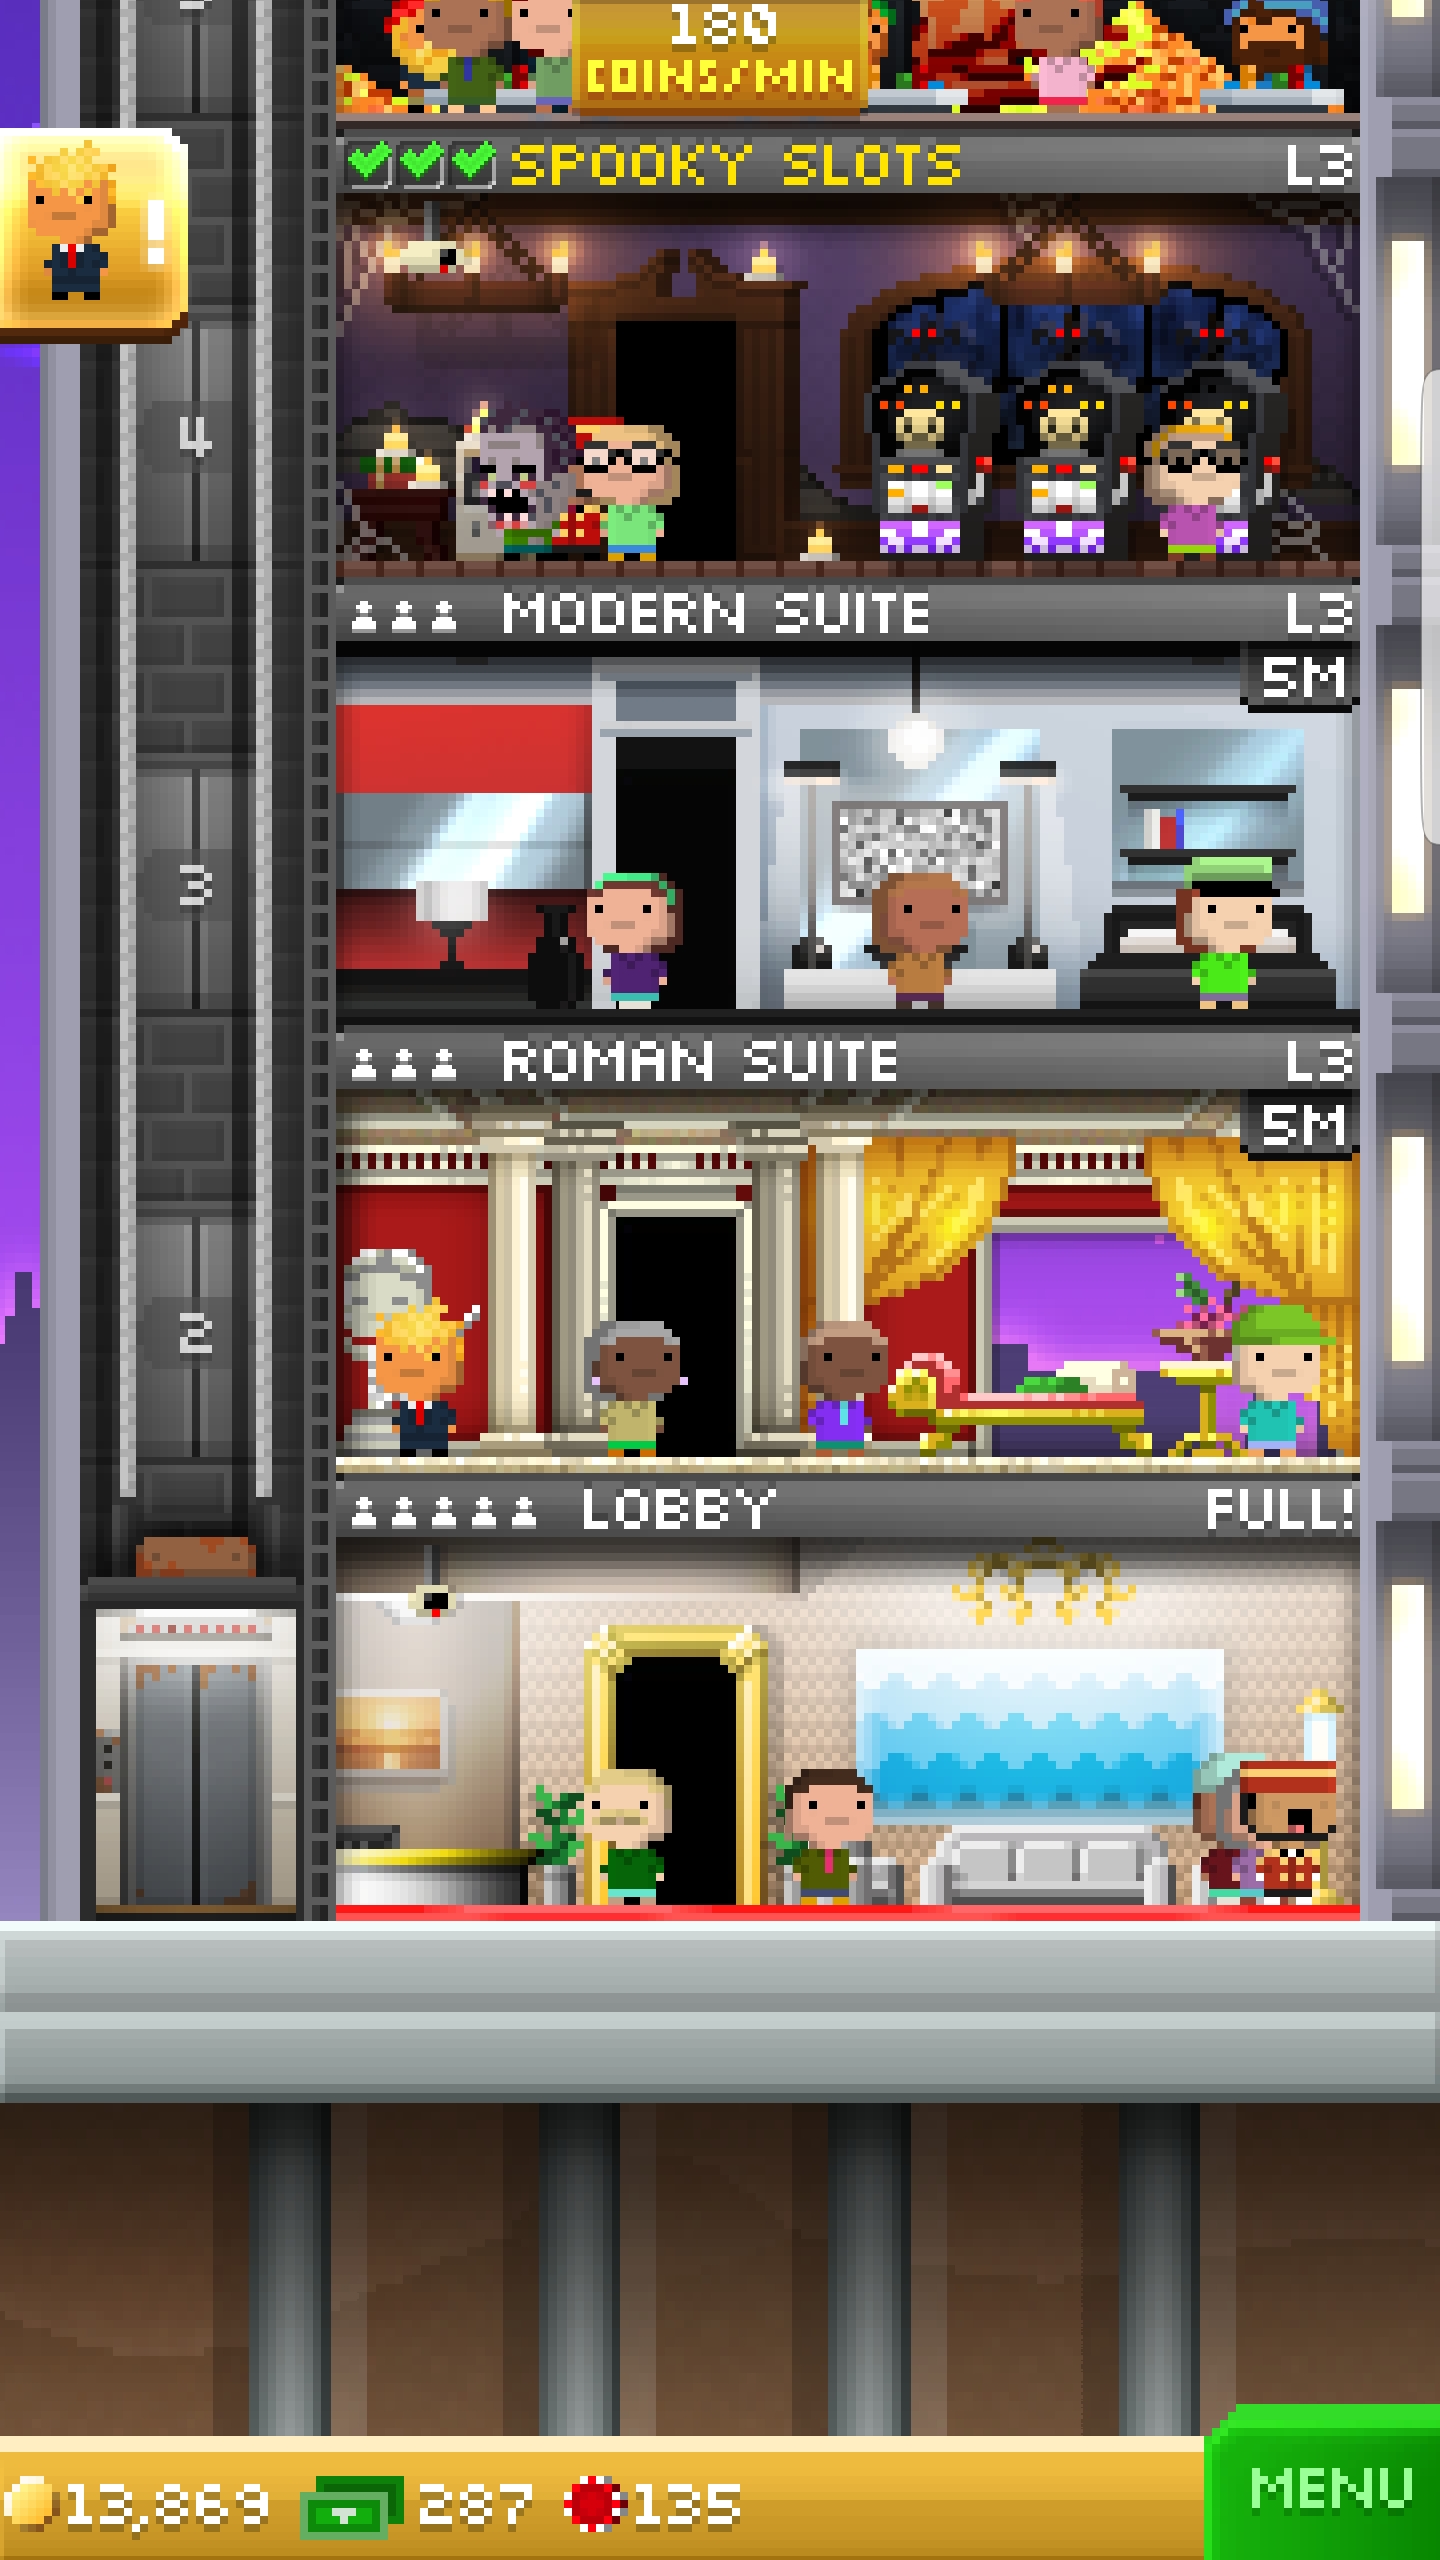 180
COINS/MIN
SPOOKY SLOTS L3
!
4
MODERN SUITE L3
5M
3
ROMAN SUITE L3
5M
2
LOBBY FULL!
13,869 287 135
MENU